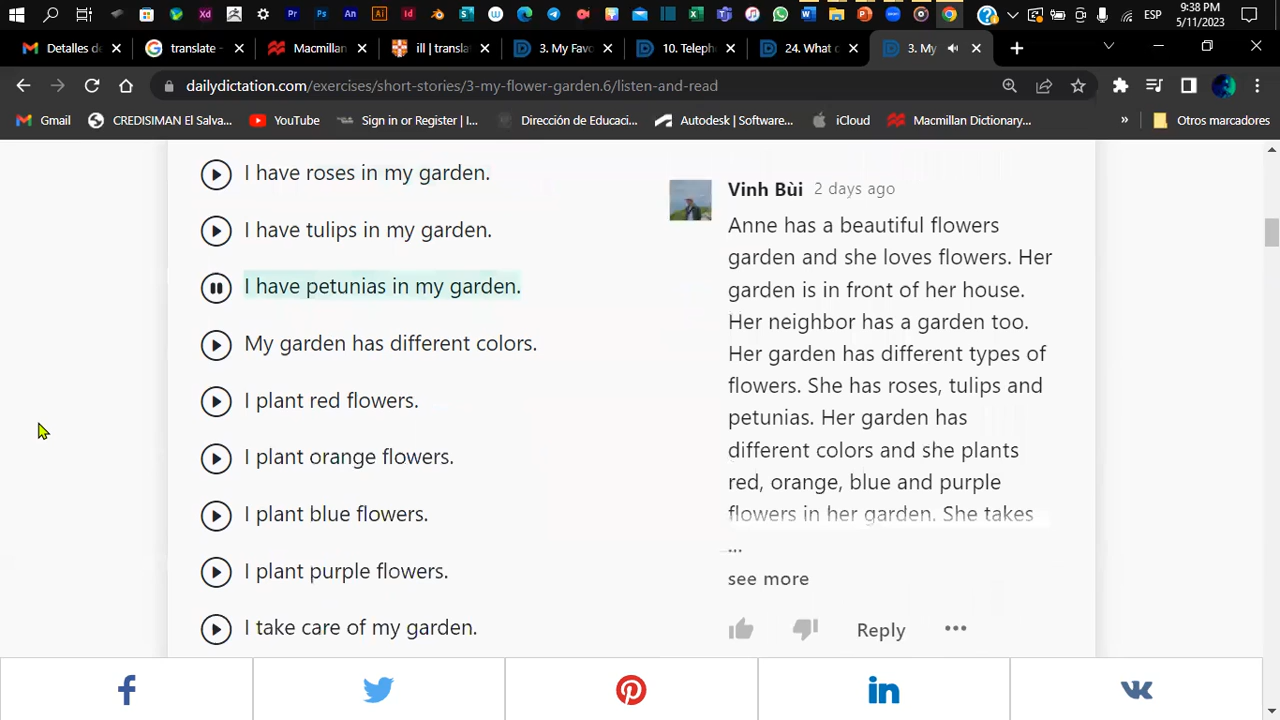 Xd
Pr
Ps
An
Ai
Id
ESP
9:38 PM
5/11/2023
Detalles de
translate -
Macmillan
ill | transla
3. My Favo
10. Teleph
24. What c
3. My
dailydictation.com/exercises/short-stories/3-my-flower-garden.6/listen-and-read
Gmail
CREDISIMAN El Salva...
YouTube
Sign in or Register | I...
Dirección de Educaci...
Autodesk | Software...
iCloud
Macmillan Dictionary...
»
Otros marcadores
I have roses in my garden.
I have tulips in my garden.
I have petunias in my garden.
My garden has different colors.
I plant red flowers.
I plant orange flowers.
I plant blue flowers.
I plant purple flowers.
I take care of my garden.
Vinh Bùi 2 days ago
Anne has a beautiful flowers
garden and she loves flowers. Her
garden is in front of her house.
Her neighbor has a garden too.
Her garden has different types of
flowers. She has roses, tulips and
petunias. Her garden has
different colors and she plants
red, orange, blue and purple
flowers in her garden. She takes
...
see more
Reply